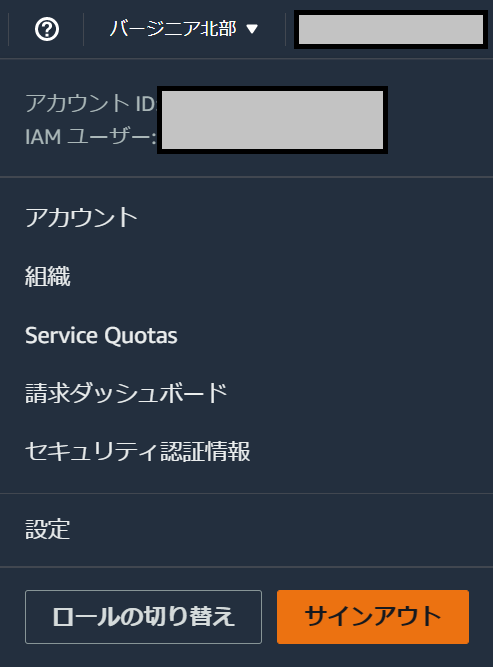 バージニア北部 ▼
アカウント ID:
IAM ユーザー:
アカウント
組織
Service Quotas
請求ダッシュボード
セキュリティ認証情報
設定
ロールの切り替え
サインアウト